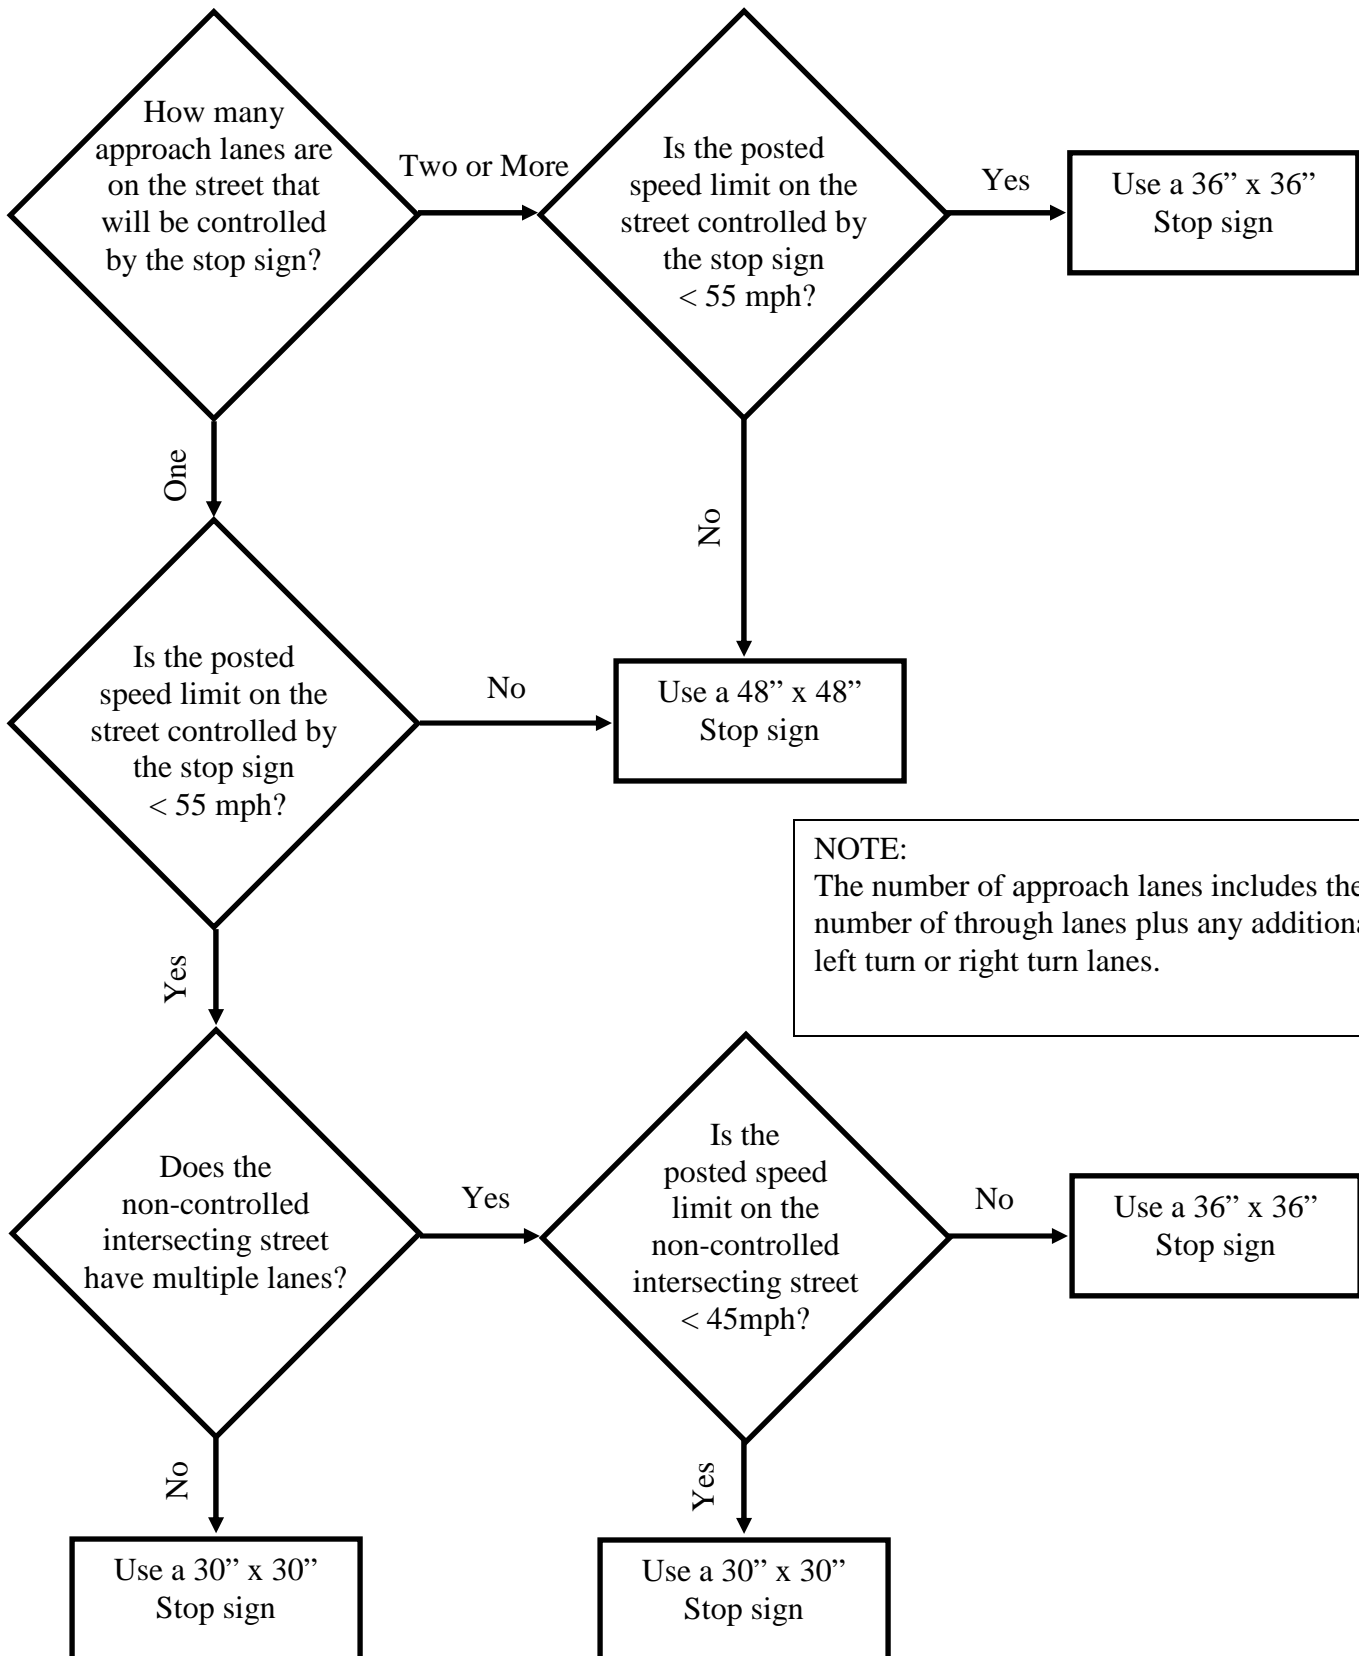 How many
approach lanes are
on the street that
will be controlled
by the stop sign?
Two or More
Is the posted
speed limit on the
street controlled by
the stop sign
< 55 mph?
Yes
Use a 36” x 36”
Stop sign
One
No
Is the posted
speed limit on the
street controlled by
the stop sign
< 55 mph?
No
Use a 48” x 48”
Stop sign
NOTE:
The number of approach lanes includes the
number of through lanes plus any additiona
left turn or right turn lanes.
Yes
Does the
non-controlled
intersecting street
have multiple lanes?
Yes
Is the
posted speed
limit on the
non-controlled
intersecting street
< 45mph?
No
Use a 36” x 36”
Stop sign
No
Yes
Use a 30” x 30”
Stop sign
Use a 30” x 30”
Stop sign